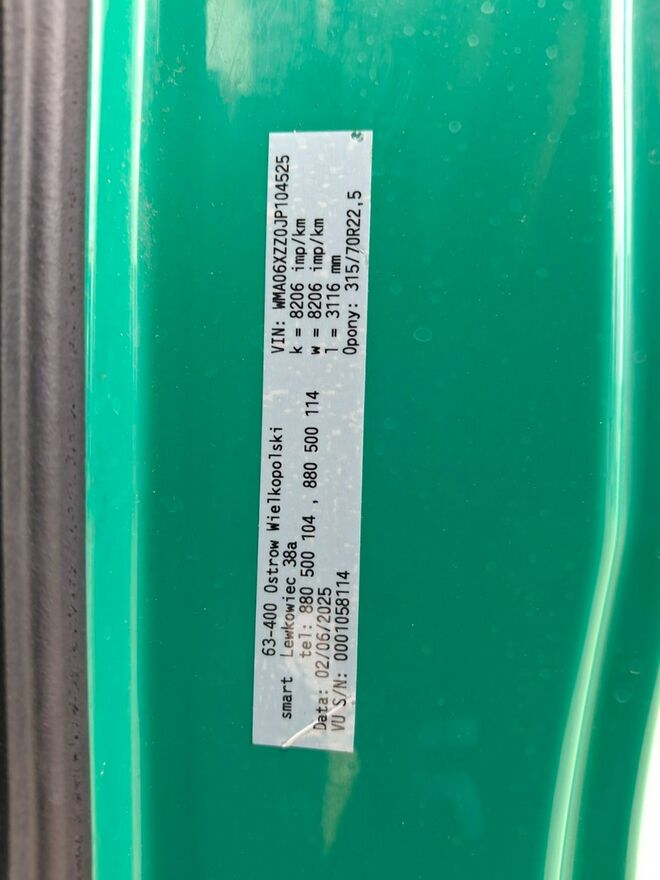 63-400 Ostrow Wielkopolski
smart Lewkowiec 38a
tel: 880 500 104 , 880 500 114
Data: 02/06/2025
VU S/N: 0001058114
VIN: WMA06XZZ0JP104525
k = 8206 imp/km
w = 8206 imp/km
l = 3116 mm
Opony: 315/70R22,5